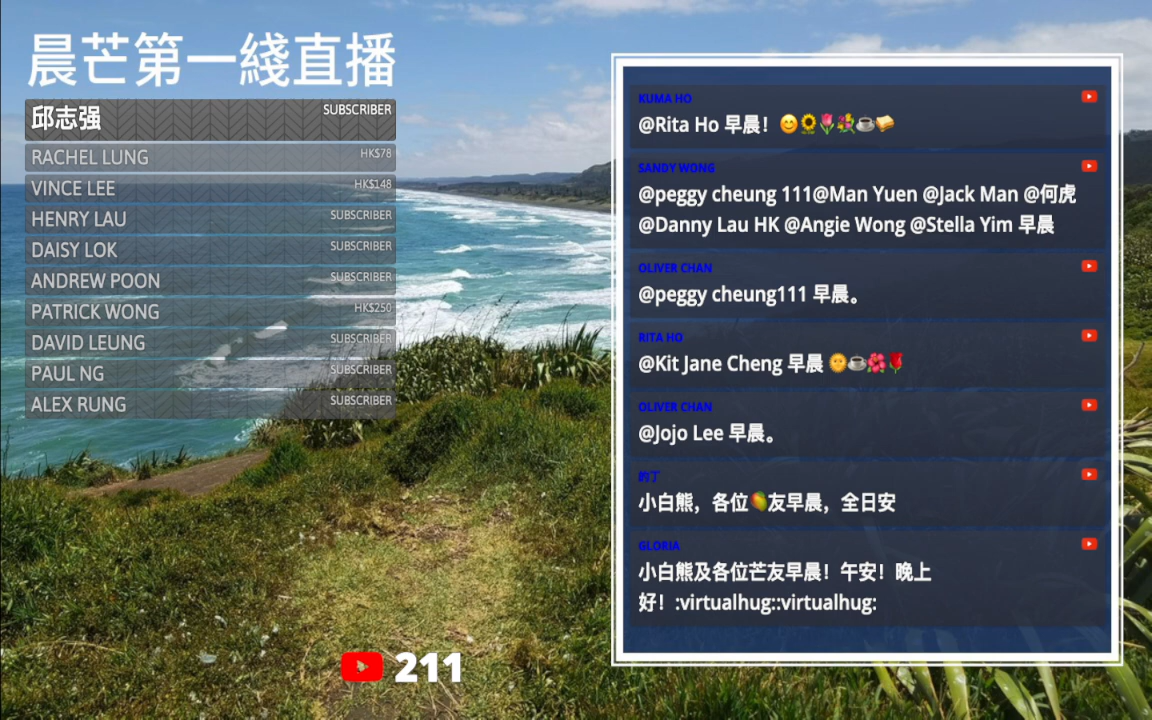 晨芒第一綫直播
邱志强 SUBSCRIBER
RACHEL LUNG HK$78
VINCE LEE HK$148
HENRY LAU SUBSCRIBER
DAISY LOK SUBSCRIBER
ANDREW POON SUBSCRIBER
PATRICK WONG HK$250
DAVID LEUNG SUBSCRIBER
PAUL NG SUBSCRIBER
ALEX RUNG SUBSCRIBER
211
KUMA HO
@Rita Ho 早晨！😊🌻🌷💐☕🥪
SANDY WONG
@peggy cheung 111@Man Yuen @Jack Man @何虎
@Danny Lau HK @Angie Wong @Stella Yim 早晨
OLIVER CHAN
@peggy cheung111 早晨。
RITA HO
@Kit Jane Cheng 早晨 🌞☕🌺🌹
OLIVER CHAN
@Jojo Lee 早晨。
的丁
小白熊，各位🥭友早晨，全日安
GLORIA
小白熊及各位芒友早晨！午安！晚上
好！:virtualhug::virtualhug: